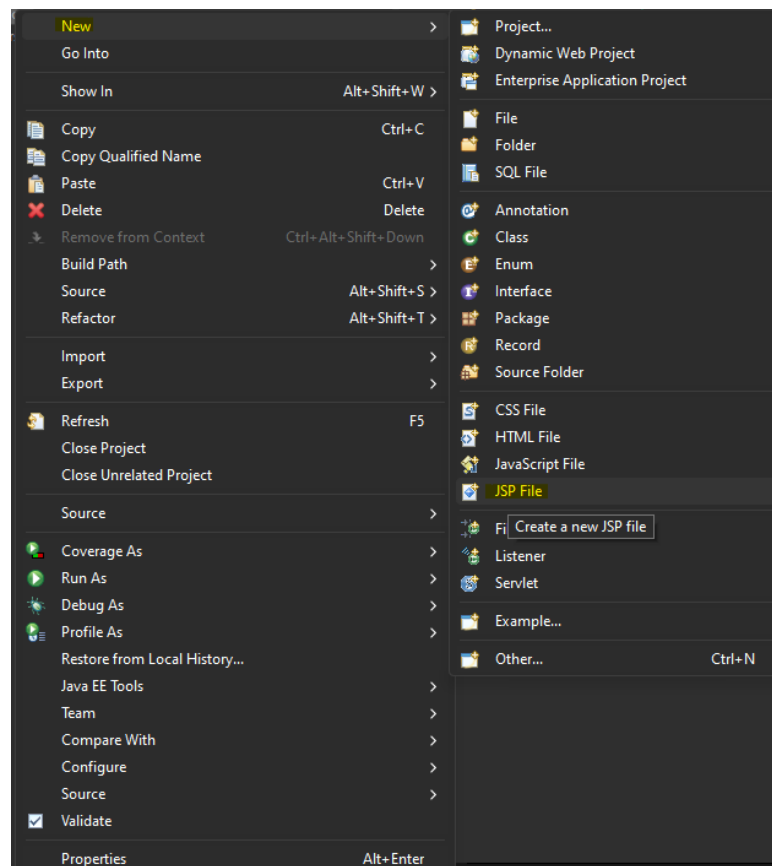 New >
Go Into
Show In Alt+Shift+W >
Copy Ctrl+C
Copy Qualified Name
Paste Ctrl+V
Delete Delete
Remove from Context Ctrl+Alt+Shift+Down
Build Path >
Source Alt+Shift+S >
Refactor Alt+Shift+T >
Import >
Export >
Refresh F5
Close Project
Close Unrelated Project
Source >
Coverage As >
Run As >
Debug As >
Profile As >
Restore from Local History...
Java EE Tools >
Team >
Compare With >
Configure >
Source >
Validate
Properties Alt+Enter
Project...
Dynamic Web Project
Enterprise Application Project
File
Folder
SQL File
Annotation
Class
Enum
Interface
Package
Record
Source Folder
CSS File
HTML File
JavaScript File
JSP File
Fi
Create a new JSP file
Listener
Servlet
Example...
Other... Ctrl+N